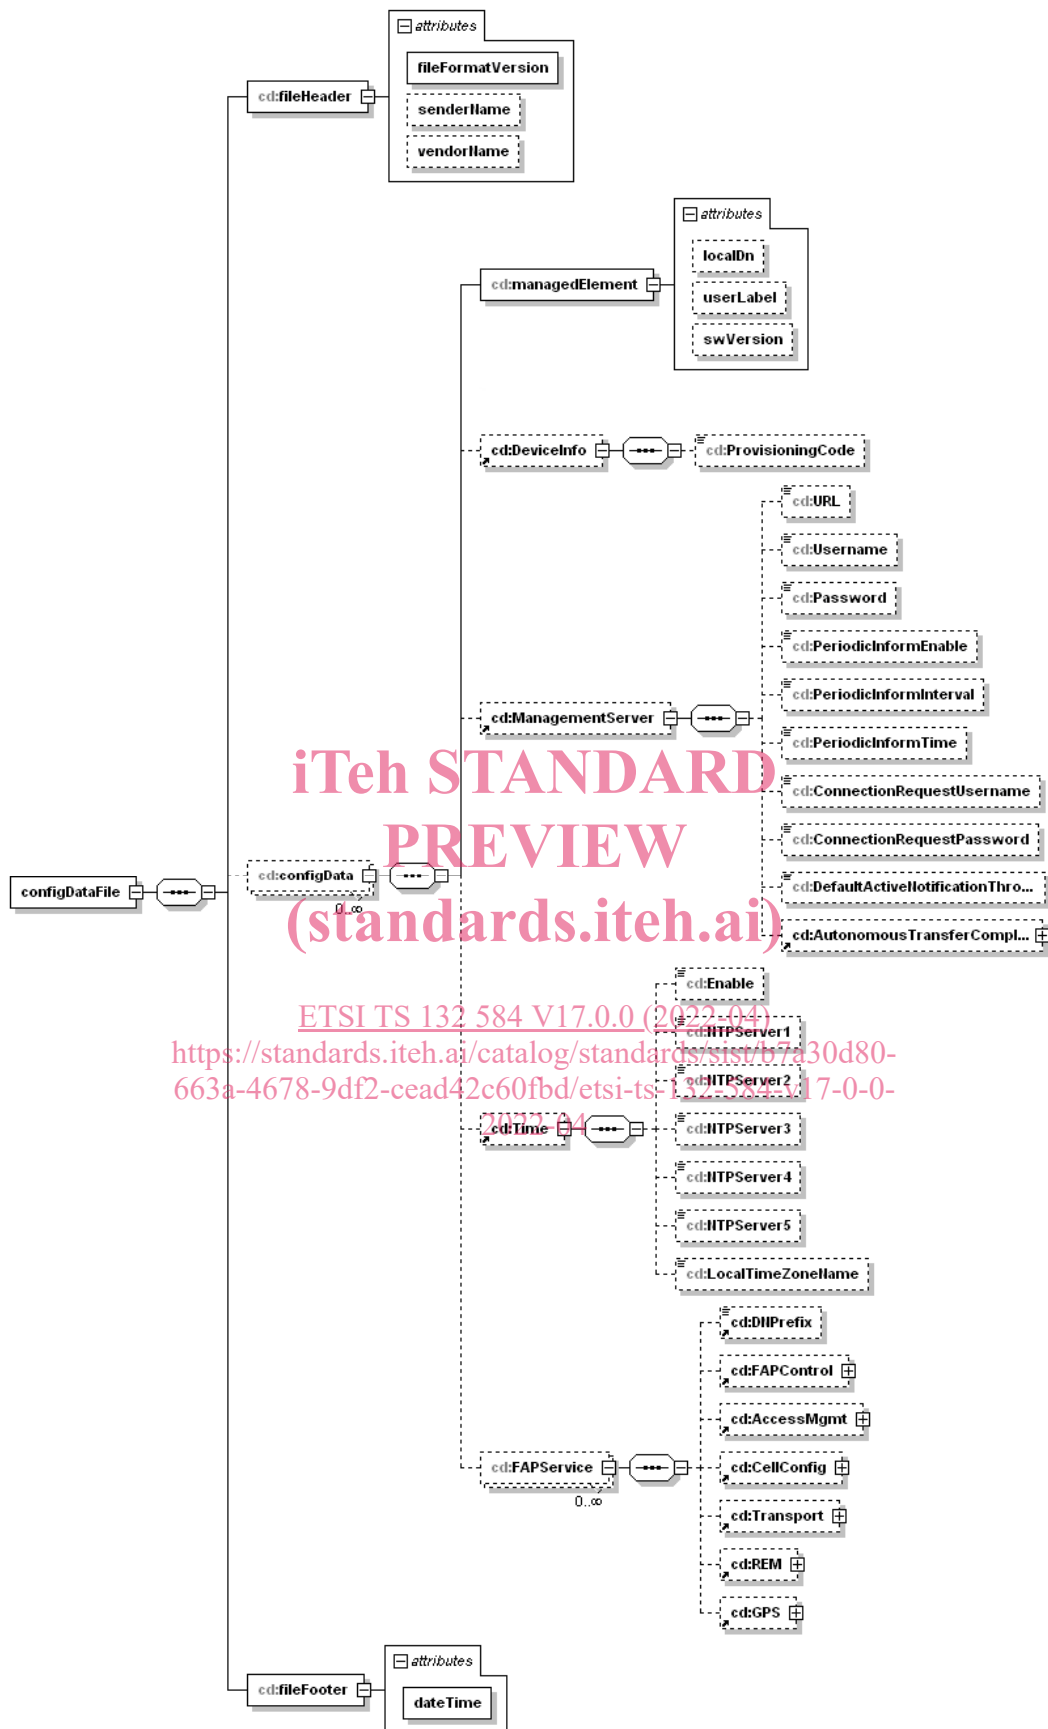 attributes
fileFormatVersion
cd:fileHeader
senderName
vendorName
attributes
localDn
cd:managedElement
userLabel
swVersion
cd:DeviceInfo
cd:ProvisioningCode
cd:URL
cd:Username
cd:Password
cd:PeriodicInformEnable
cd:PeriodicInformInterval
cd:ManagementServer
cd:PeriodicInformTime
iTeh STANDARD
cd:ConnectionRequestUsername
PREVIEW
cd:ConnectionRequestPassword
cd:configData
0..∞
configDataFile
cd:DefaultActiveNotificationThro...
(standards.iteh.ai)
cd:AutonomousTransferCompl...
cd:Enable
ETSI TS 132 584 V17.0.0 (2022-04)
cd:NTPServer1
https://standards.iteh.ai/catalog/standards/sist/b7a30d80-
cd:NTPServer2
663a-4678-9df2-cead42c60fbd/etsi-ts-132-584-v17-0-0-
2022-04
cd:Time
cd:NTPServer3
cd:NTPServer4
cd:NTPServer5
cd:LocalTimeZoneName
cd:DNPrefix
cd:FAPControl
cd:AccessMgmt
cd:FAPService
0..∞
cd:CellConfig
cd:Transport
cd:REM
cd:GPS
attributes
cd:fileFooter
dateTime